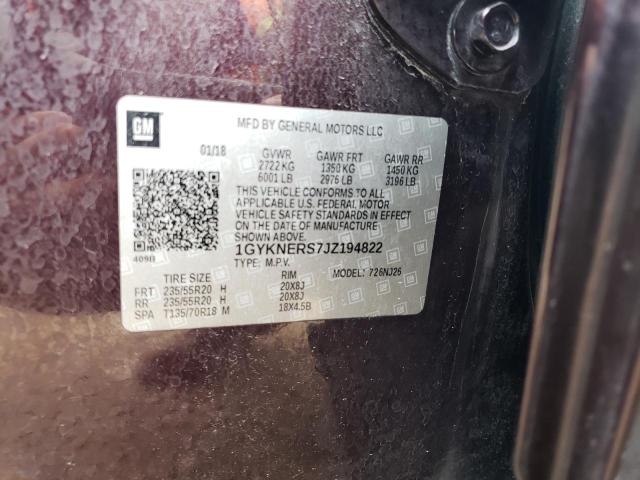 GM
MFD BY GENERAL MOTORS LLC
01/18 GVWR GAWR FRT GAWR RR
2722 KG 1350 KG 1450 KG
6001 LB 2976 LB 3196 LB
THIS VEHICLE CONFORMS TO ALL
APPLICABLE U.S. FEDERAL MOTOR
VEHICLE SAFETY STANDARDS IN EFFECT
ON THE DATE OF MANUFACTURE
SHOWN ABOVE.
409B 1GYKNERS7JZ194822
TYPE: M.P.V. MODEL: 726NJ26
TIRE SIZE RIM
FRT 235/55R20 H 20X8J
RR 235/55R20 H 20X8J
SPA T135/70R18 M 18X4.5B